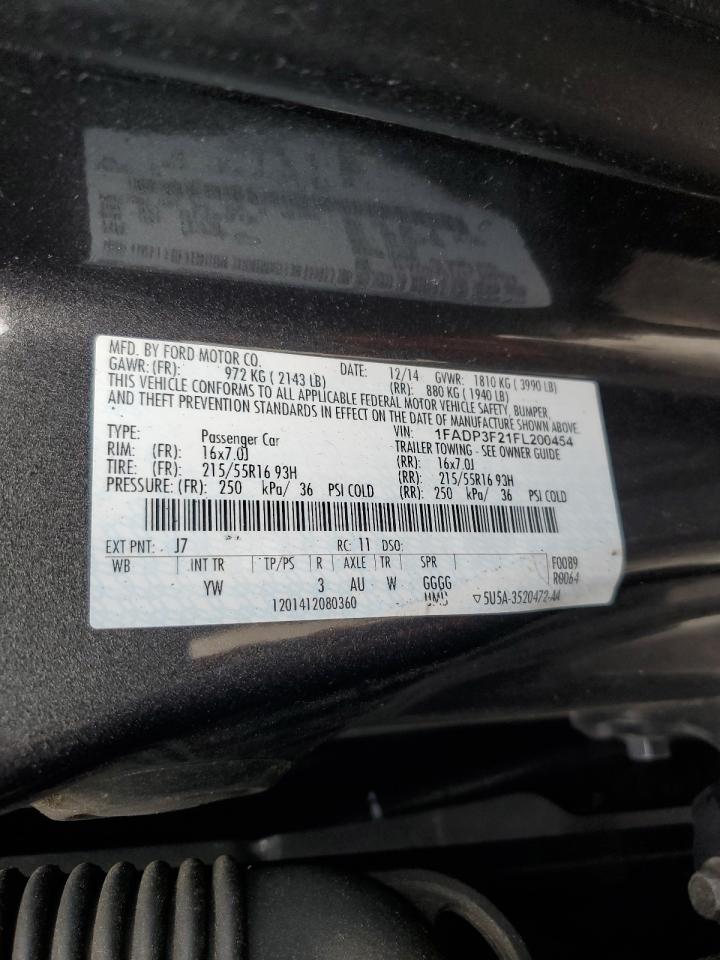 MFD. BY FORD MOTOR CO. DATE: 12/14 GVWR: 1810 KG ( 3990 LB)
GAWR: (FR): 972 KG ( 2143 LB) (RR): 880 KG ( 1940 LB)
THIS VEHICLE CONFORMS TO ALL APPLICABLE FEDERAL MOTOR VEHICLE SAFETY, BUMPER,
AND THEFT PREVENTION STANDARDS IN EFFECT ON THE DATE OF MANUFACTURE SHOWN ABOVE.
VIN: 1FADP3F21FL200454
TYPE: Passenger Car TRAILER TOWING - SEE OWNER GUIDE
RIM: (FR): 16x7.0J (RR): 16x7.0J
TIRE: (FR): 215/55R16 93H (RR): 215/55R16 93H
PRESSURE: (FR): 250 kPa/ 36 PSI COLD (RR): 250 kPa/ 36 PSI COLD
EXT PNT: J7 RC: 11 DSO:
WB INT TR TP/PS R AXLE TR SPR F0089
YW 3 AU W GGGG R0064
1201412080360 ▽5U5A-3520472-AA